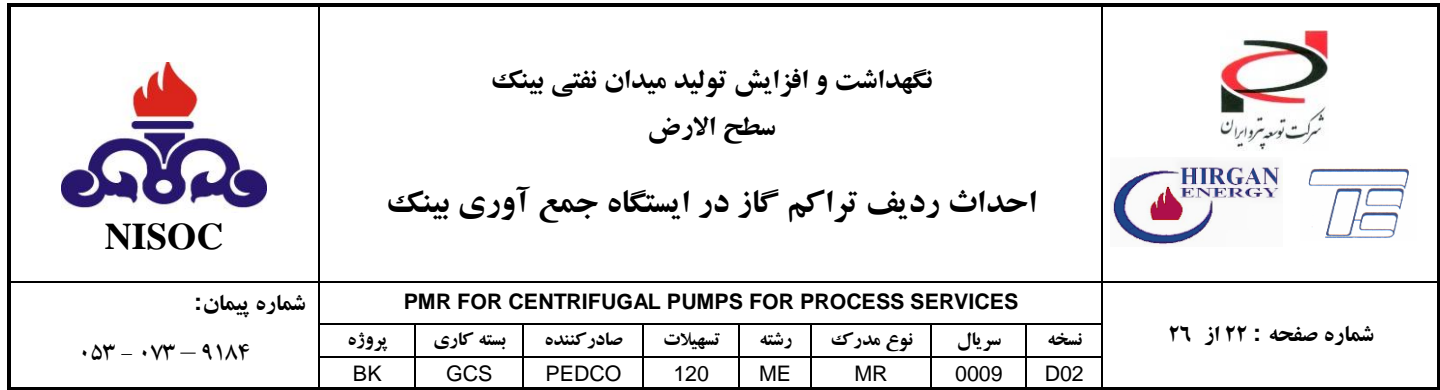 NISOC
نگهداشت و افزایش تولید میدان نفتی بینک
سطح الارض
احداث ردیف تراکم گاز در ایستگاه جمع آوری بینک
شرکت توسعه پتروایران
HIRGAN
ENERGY
شماره پیمان:
۰۵۳ – ۰۷۳ – ۹۱۸۴
PMR FOR CENTRIFUGAL PUMPS FOR PROCESS SERVICES
پروژه بسته کاری صادرکننده تسهیلات رشته نوع مدرک سریال نسخه
BK GCS PEDCO 120 ME MR 0009 D02
شماره صفحه : ۲۲ از ۲۶